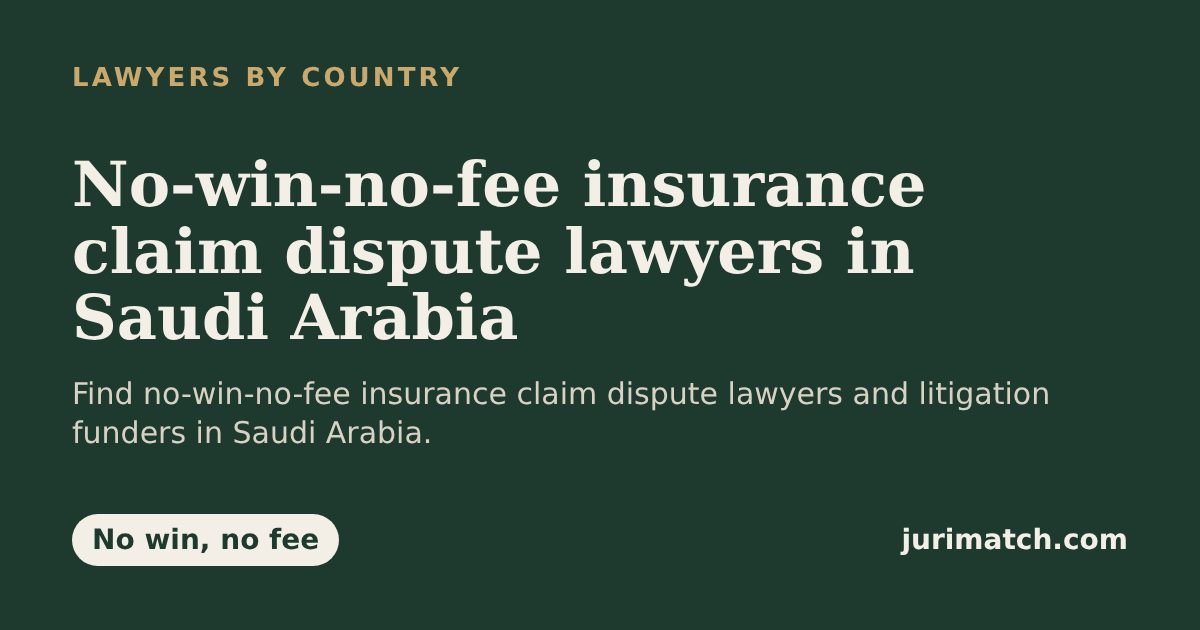 LAWYERS BY COUNTRY
No-win-no-fee insurance
claim dispute lawyers in
Saudi Arabia
Find no-win-no-fee insurance claim dispute lawyers and litigation
funders in Saudi Arabia.
No win, no fee
jurimatch.com